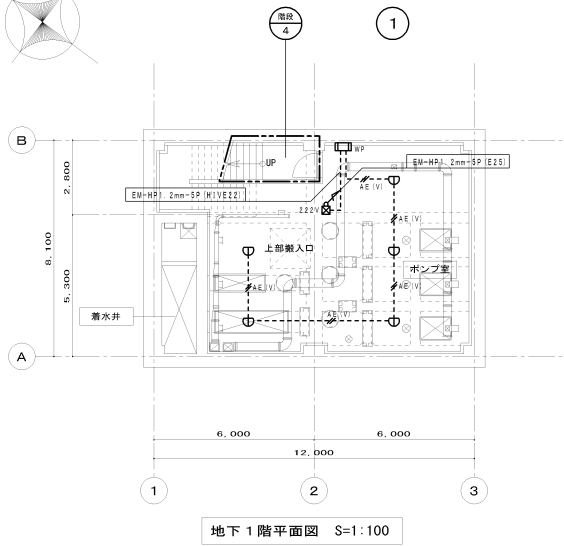 階段
4
1
B
UP
WP
EM-HP1.2mm-5P(E25)
EM-HP1.2mm-5P(HIVE22)
AE(V)
222V
AE(V)
上部搬入口
ポンプ室
AE(V)
AE(V)
AE(V)
着水井
A
2,800
5,300
8,100
6,000
6,000
12,000
1
2
3
地下1階平面図 S=1:100